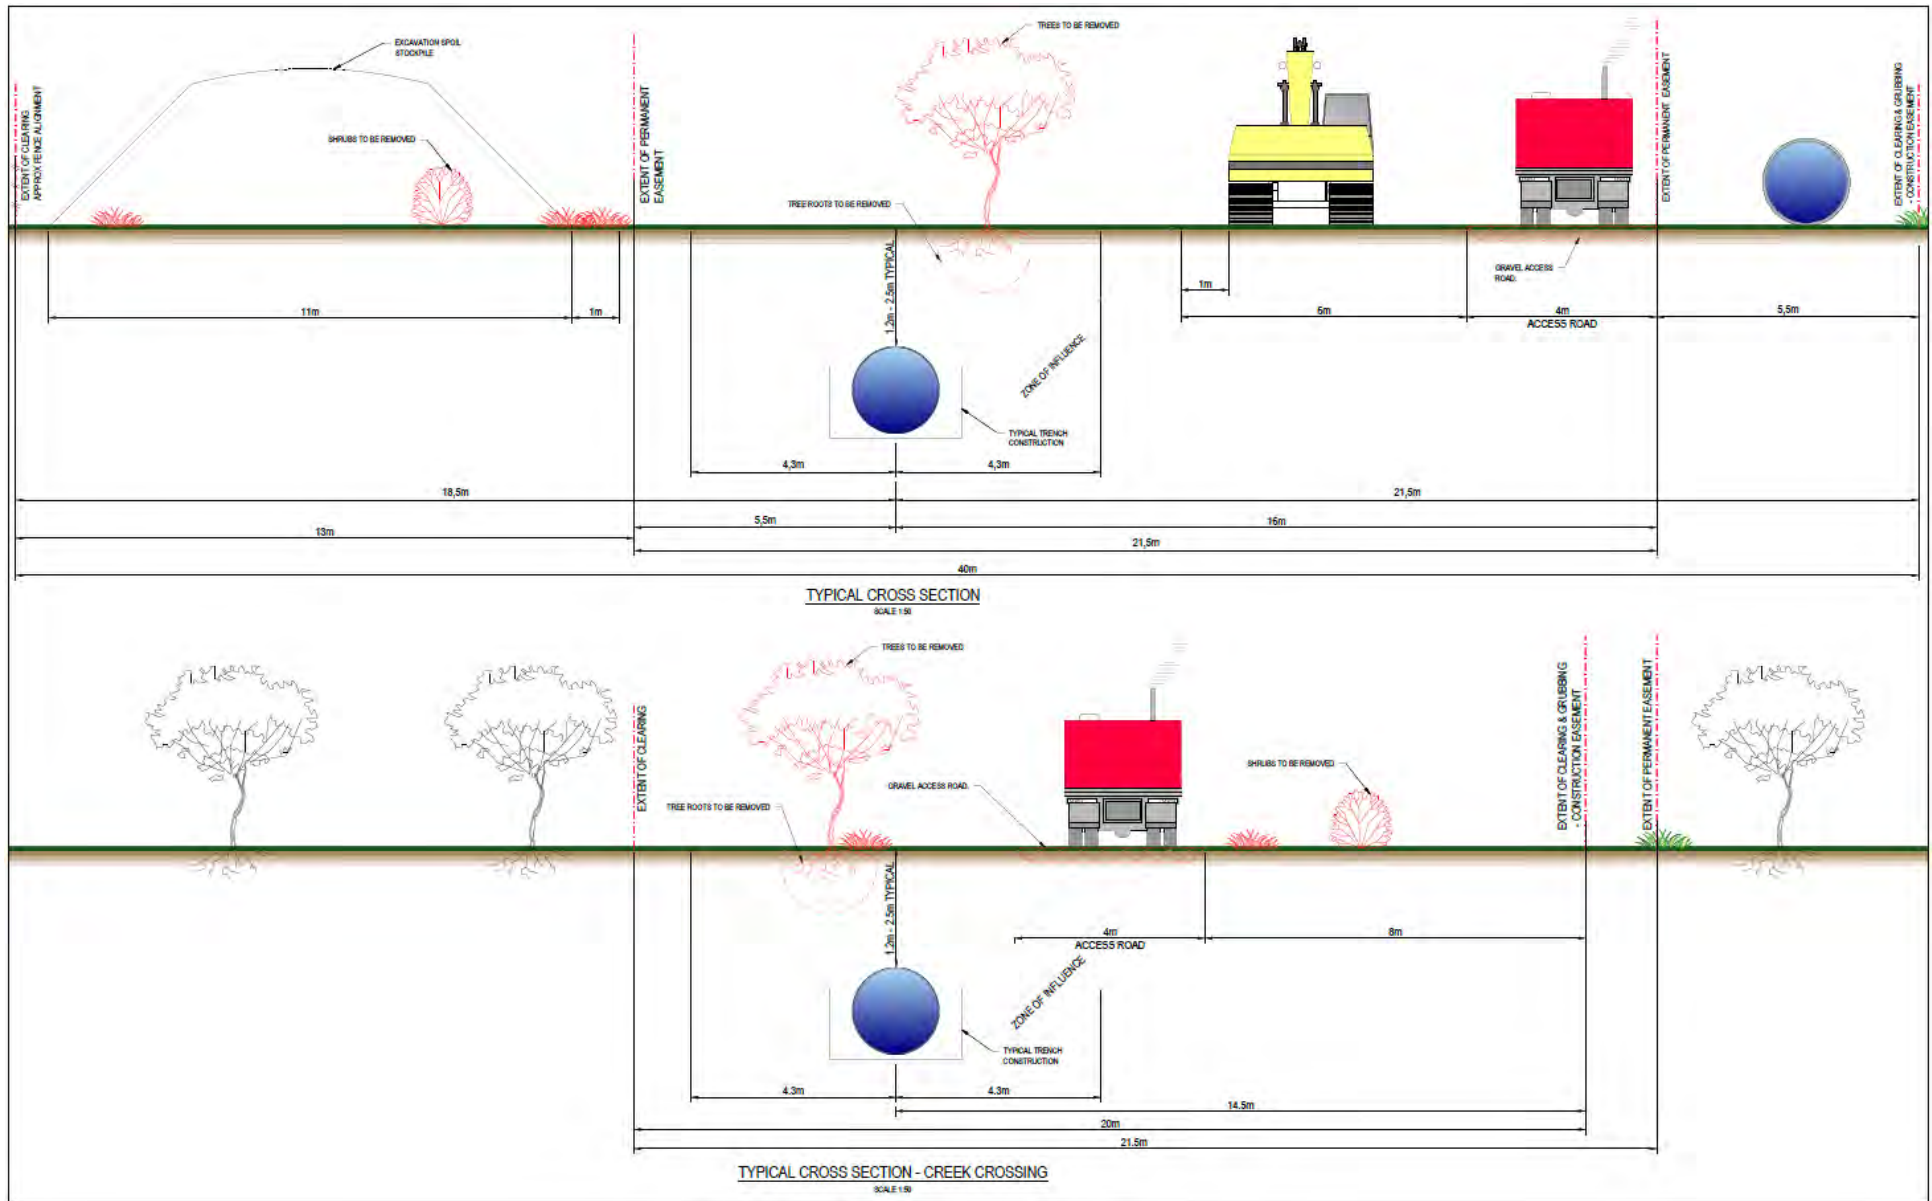 TREES TO BE REMOVED
EXCAVATION SPOIL
STOCKPILE
EXTENT OF CLEARING
APPROX FENCE ALIGNMENT
SHRUBS TO BE REMOVED
EXTENT OF PERMANENT
EASEMENT
TREE ROOTS TO BE REMOVED
EXTENT OF PERMANENT EASEMENT
EXTENT OF CLEARING & GRUBBING
- CONSTRUCTION EASEMENT
GRAVEL ACCESS
ROAD.
1.2m - 2.5m TYPICAL
1m
11m
1m
6m
4m
ACCESS ROAD
5,5m
ZONE OF INFLUENCE
TYPICAL TRENCH
CONSTRUCTION
4,3m
4,3m
18,5m
21,5m
5,5m
16m
13m
21,5m
40m
TYPICAL CROSS SECTION
SCALE 1:50
TREES TO BE REMOVED
EXTENT OF CLEARING
EXTENT OF CLEARING & GRUBBING
- CONSTRUCTION EASEMENT
EXTENT OF PERMANENT EASEMENT
SHRUBS TO BE REMOVED
GRAVEL ACCESS ROAD.
TREE ROOTS TO BE REMOVED
1.2m - 2.5m TYPICAL
4m
ACCESS ROAD
8m
ZONE OF INFLUENCE
TYPICAL TRENCH
CONSTRUCTION
4.3m
4.3m
14.5m
20m
21.5m
TYPICAL CROSS SECTION - CREEK CROSSING
SCALE 1:50